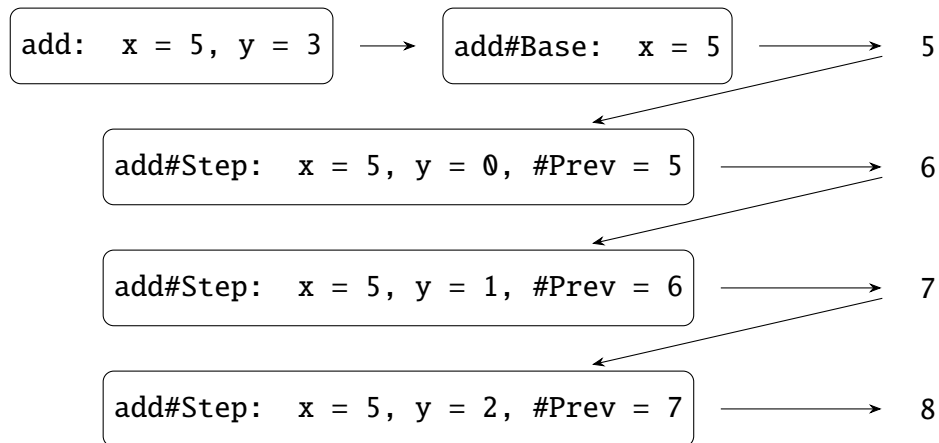 add: x = 5, y = 3 add#Base: x = 5 5
add#Step: x = 5, y = 0, #Prev = 5 6
add#Step: x = 5, y = 1, #Prev = 6 7
add#Step: x = 5, y = 2, #Prev = 7 8